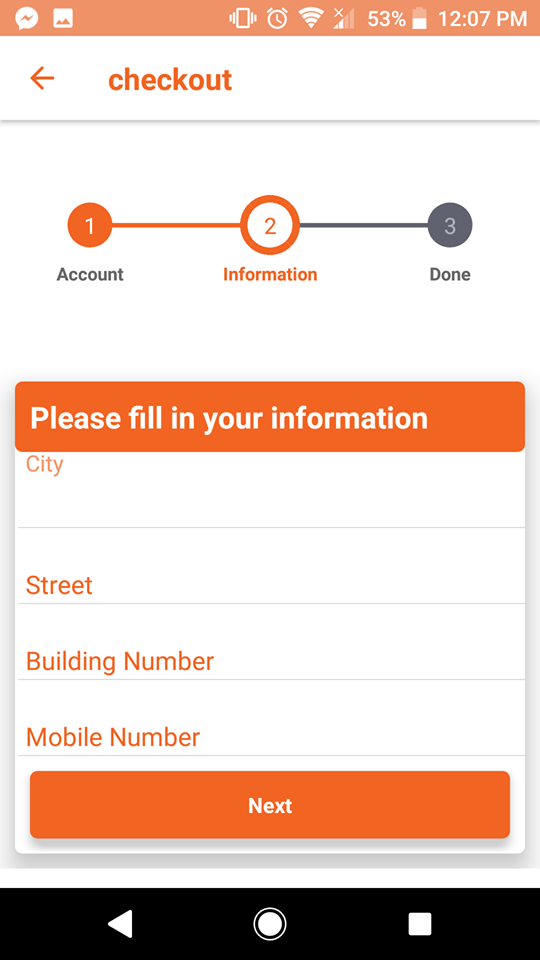 53% 12:07 PM
checkout
1 2 3
Account Information Done
Please fill in your information
City
Street
Building Number
Mobile Number
Next